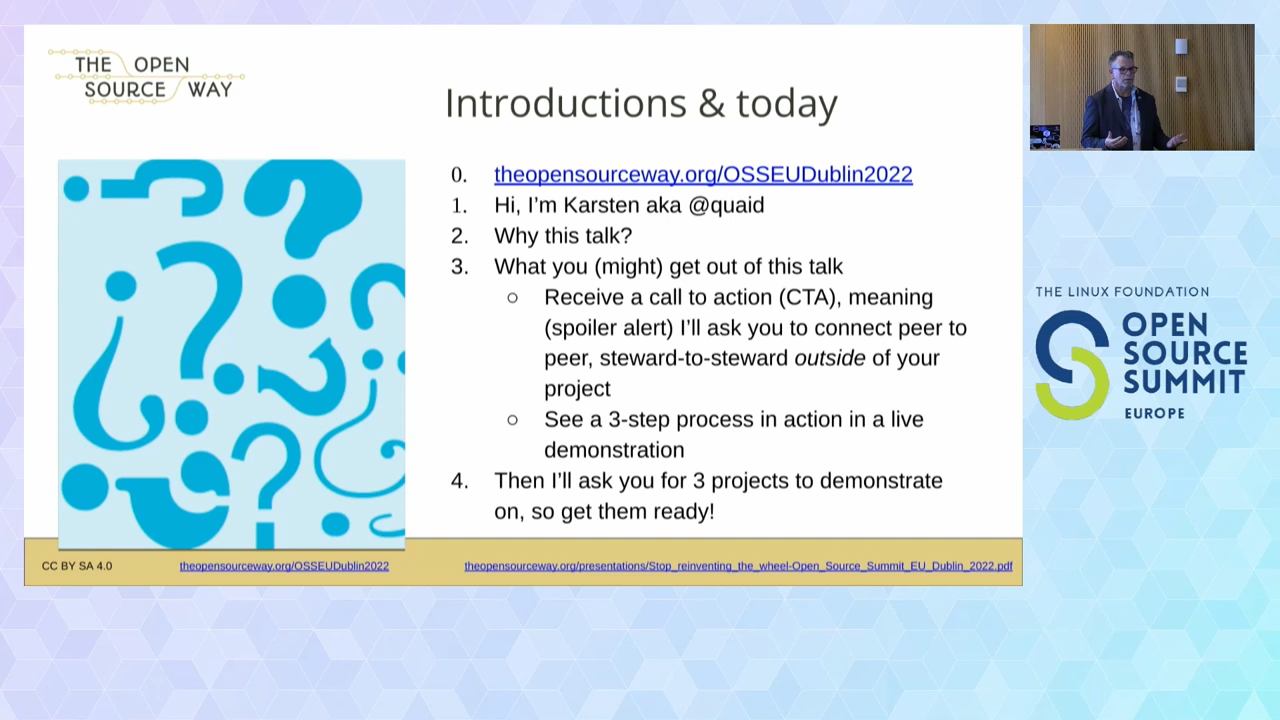 THE OPEN
SOURCE WAY
Introductions & today
0. theopensourceway.org/OSSEUDublin2022
1. Hi, I’m Karsten aka @quaid
2. Why this talk?
3. What you (might) get out of this talk
○ Receive a call to action (CTA), meaning
(spoiler alert) I’ll ask you to connect peer to
peer, steward-to-steward outside of your
project
○ See a 3-step process in action in a live
demonstration
4. Then I’ll ask you for 3 projects to demonstrate
on, so get them ready!
CC BY SA 4.0
theopensourceway.org/OSSEUDublin2022
theopensourceway.org/presentations/Stop_reinventing_the_wheel-Open_Source_Summit_EU_Dublin_2022.pdf
THE LINUX FOUNDATION
OPEN
SOURCE
SUMMIT
EUROPE